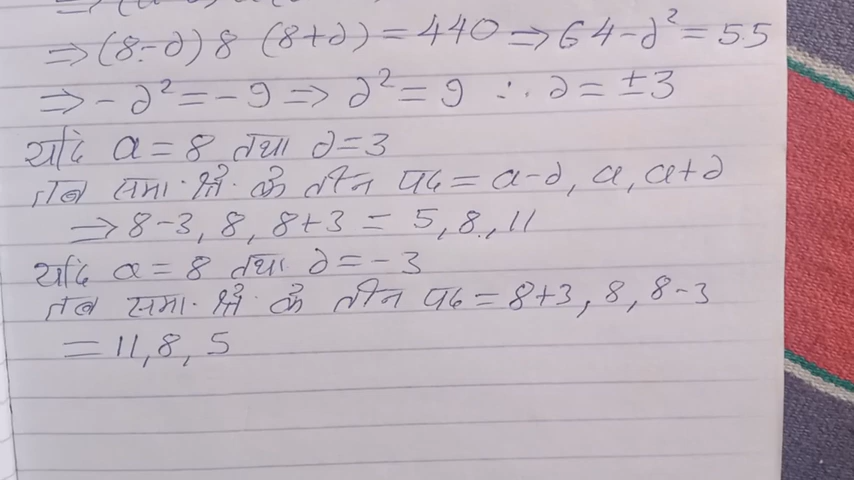 ⇒(8-d) 8 (8+d) = 440 ⇒ 64-d² = 55
⇒ -d² = -9 ⇒ d² = 9 ∴ d = ±3
यदि a = 8 तथा d = 3
तब समा. श्रे. के तीन पद = a-d, a, a+d
⇒ 8-3, 8, 8+3 = 5, 8, 11
यदि a = 8 तथा d = -3
तब समा. श्रे. के तीन पद = 8+3, 8, 8-3
= 11, 8, 5